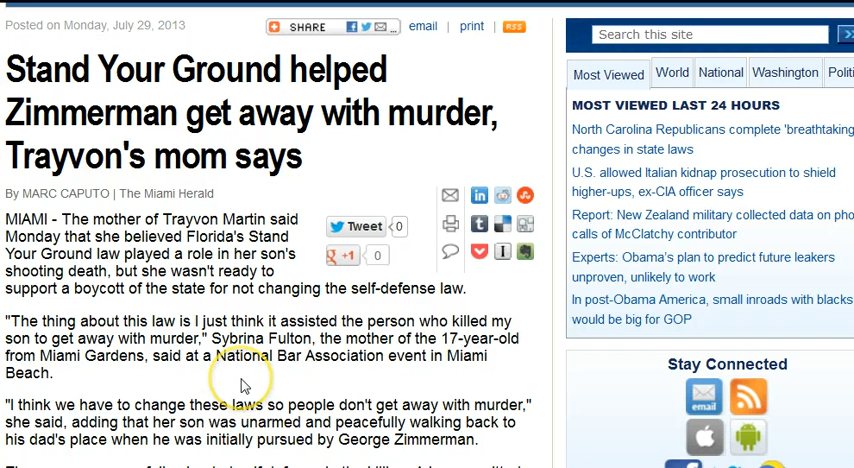 Posted on Monday, July 29, 2013
SHARE
email
print
RSS
Stand Your Ground helped
Zimmerman get away with murder,
Trayvon's mom says
By MARC CAPUTO | The Miami Herald
MIAMI - The mother of Trayvon Martin said
Monday that she believed Florida's Stand
Your Ground law played a role in her son's
shooting death, but she wasn't ready to
support a boycott of the state for not changing the self-defense law.
Tweet 0
+1 0
"The thing about this law is I just think it assisted the person who killed my
son to get away with murder," Sybrina Fulton, the mother of the 17-year-old
from Miami Gardens, said at a National Bar Association event in Miami
Beach.
"I think we have to change these laws so people don't get away with murder,"
she said, adding that her son was unarmed and peacefully walking back to
his dad's place when he was initially pursued by George Zimmerman.
Search this site
Most Viewed
World
National
Washington
Politi
MOST VIEWED LAST 24 HOURS
North Carolina Republicans complete 'breathtaking
changes in state laws
U.S. allowed Italian kidnap prosecution to shield
higher-ups, ex-CIA officer says
Report: New Zealand military collected data on pho
calls of McClatchy contributor
Experts: Obama's plan to predict future leakers
unproven, unlikely to work
In post-Obama America, small inroads with blacks
would be big for GOP
Stay Connected
email